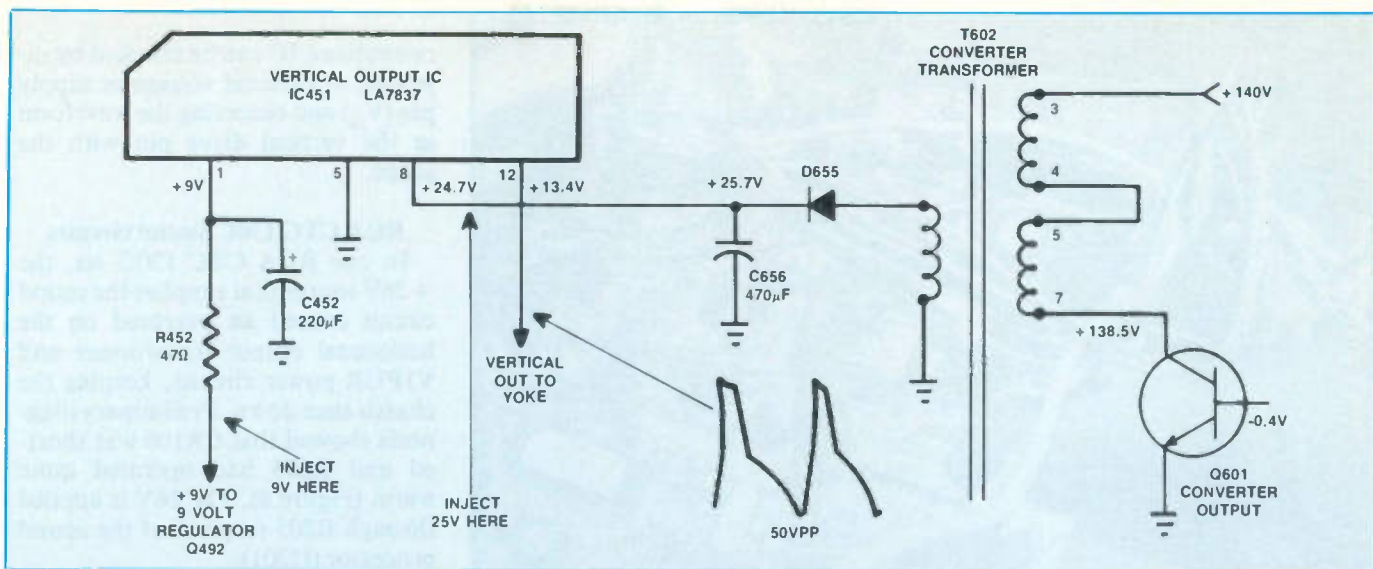 T602
CONVERTER
TRANSFORMER
VERTICAL OUTPUT IC
IC451 LA7837
+140V
3
4
5
7
+138.5V
1
5
8
12
+9V
+24.7V
+13.4V
+25.7V
D655
C452
220µF
C656
470µF
R452
47Ω
VERTICAL
OUT TO
YOKE
INJECT
9V HERE
INJECT
25V HERE
50VPP
-0.4V
Q601
CONVERTER
OUTPUT
+9V TO
9 VOLT
REGULATOR
Q492